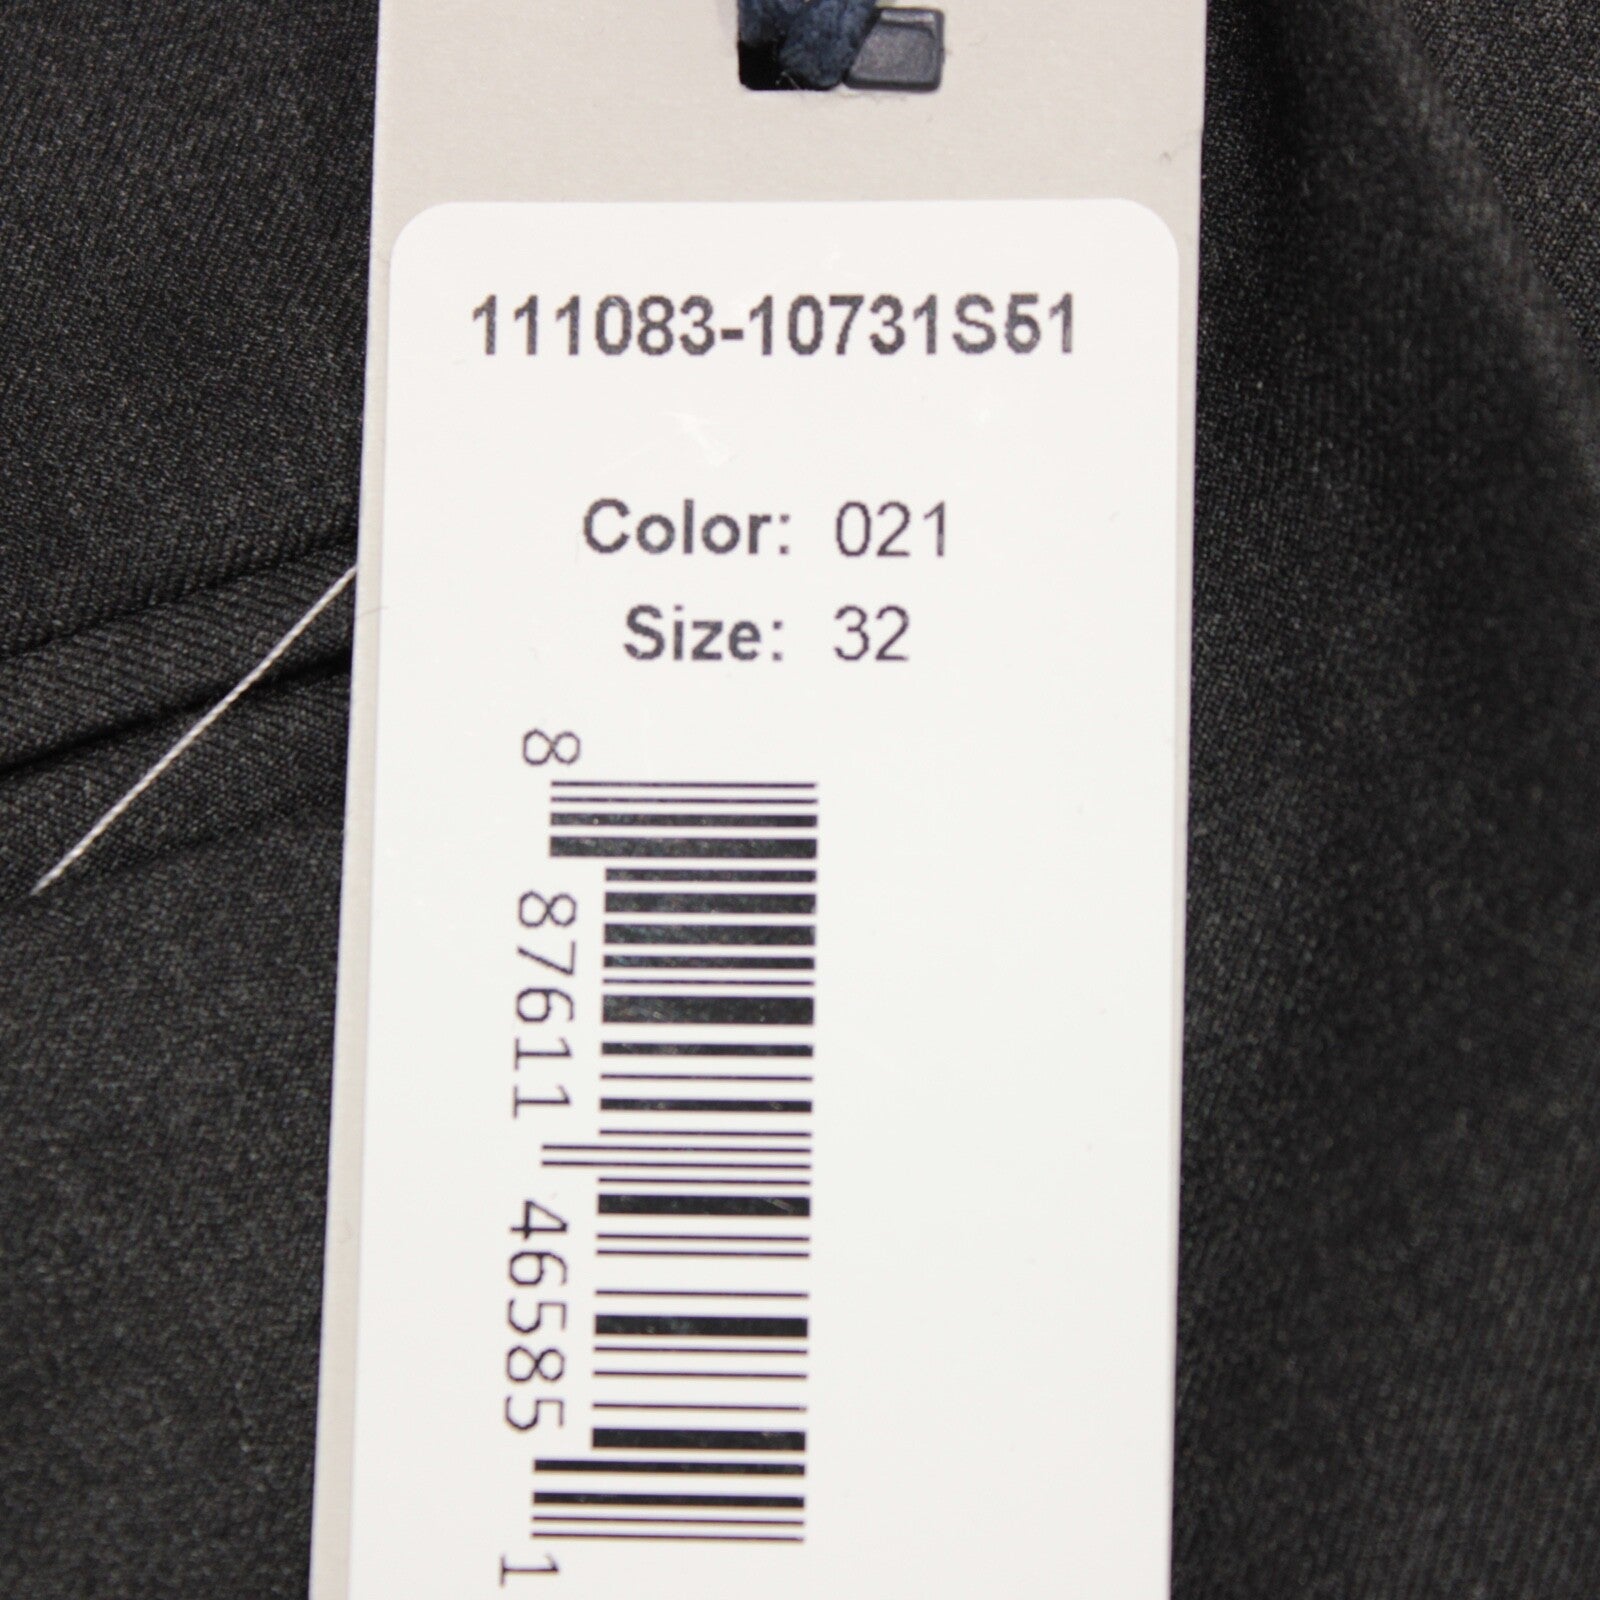 111083-10731S51
Color: 021
Size: 32
8 87611 46585 1